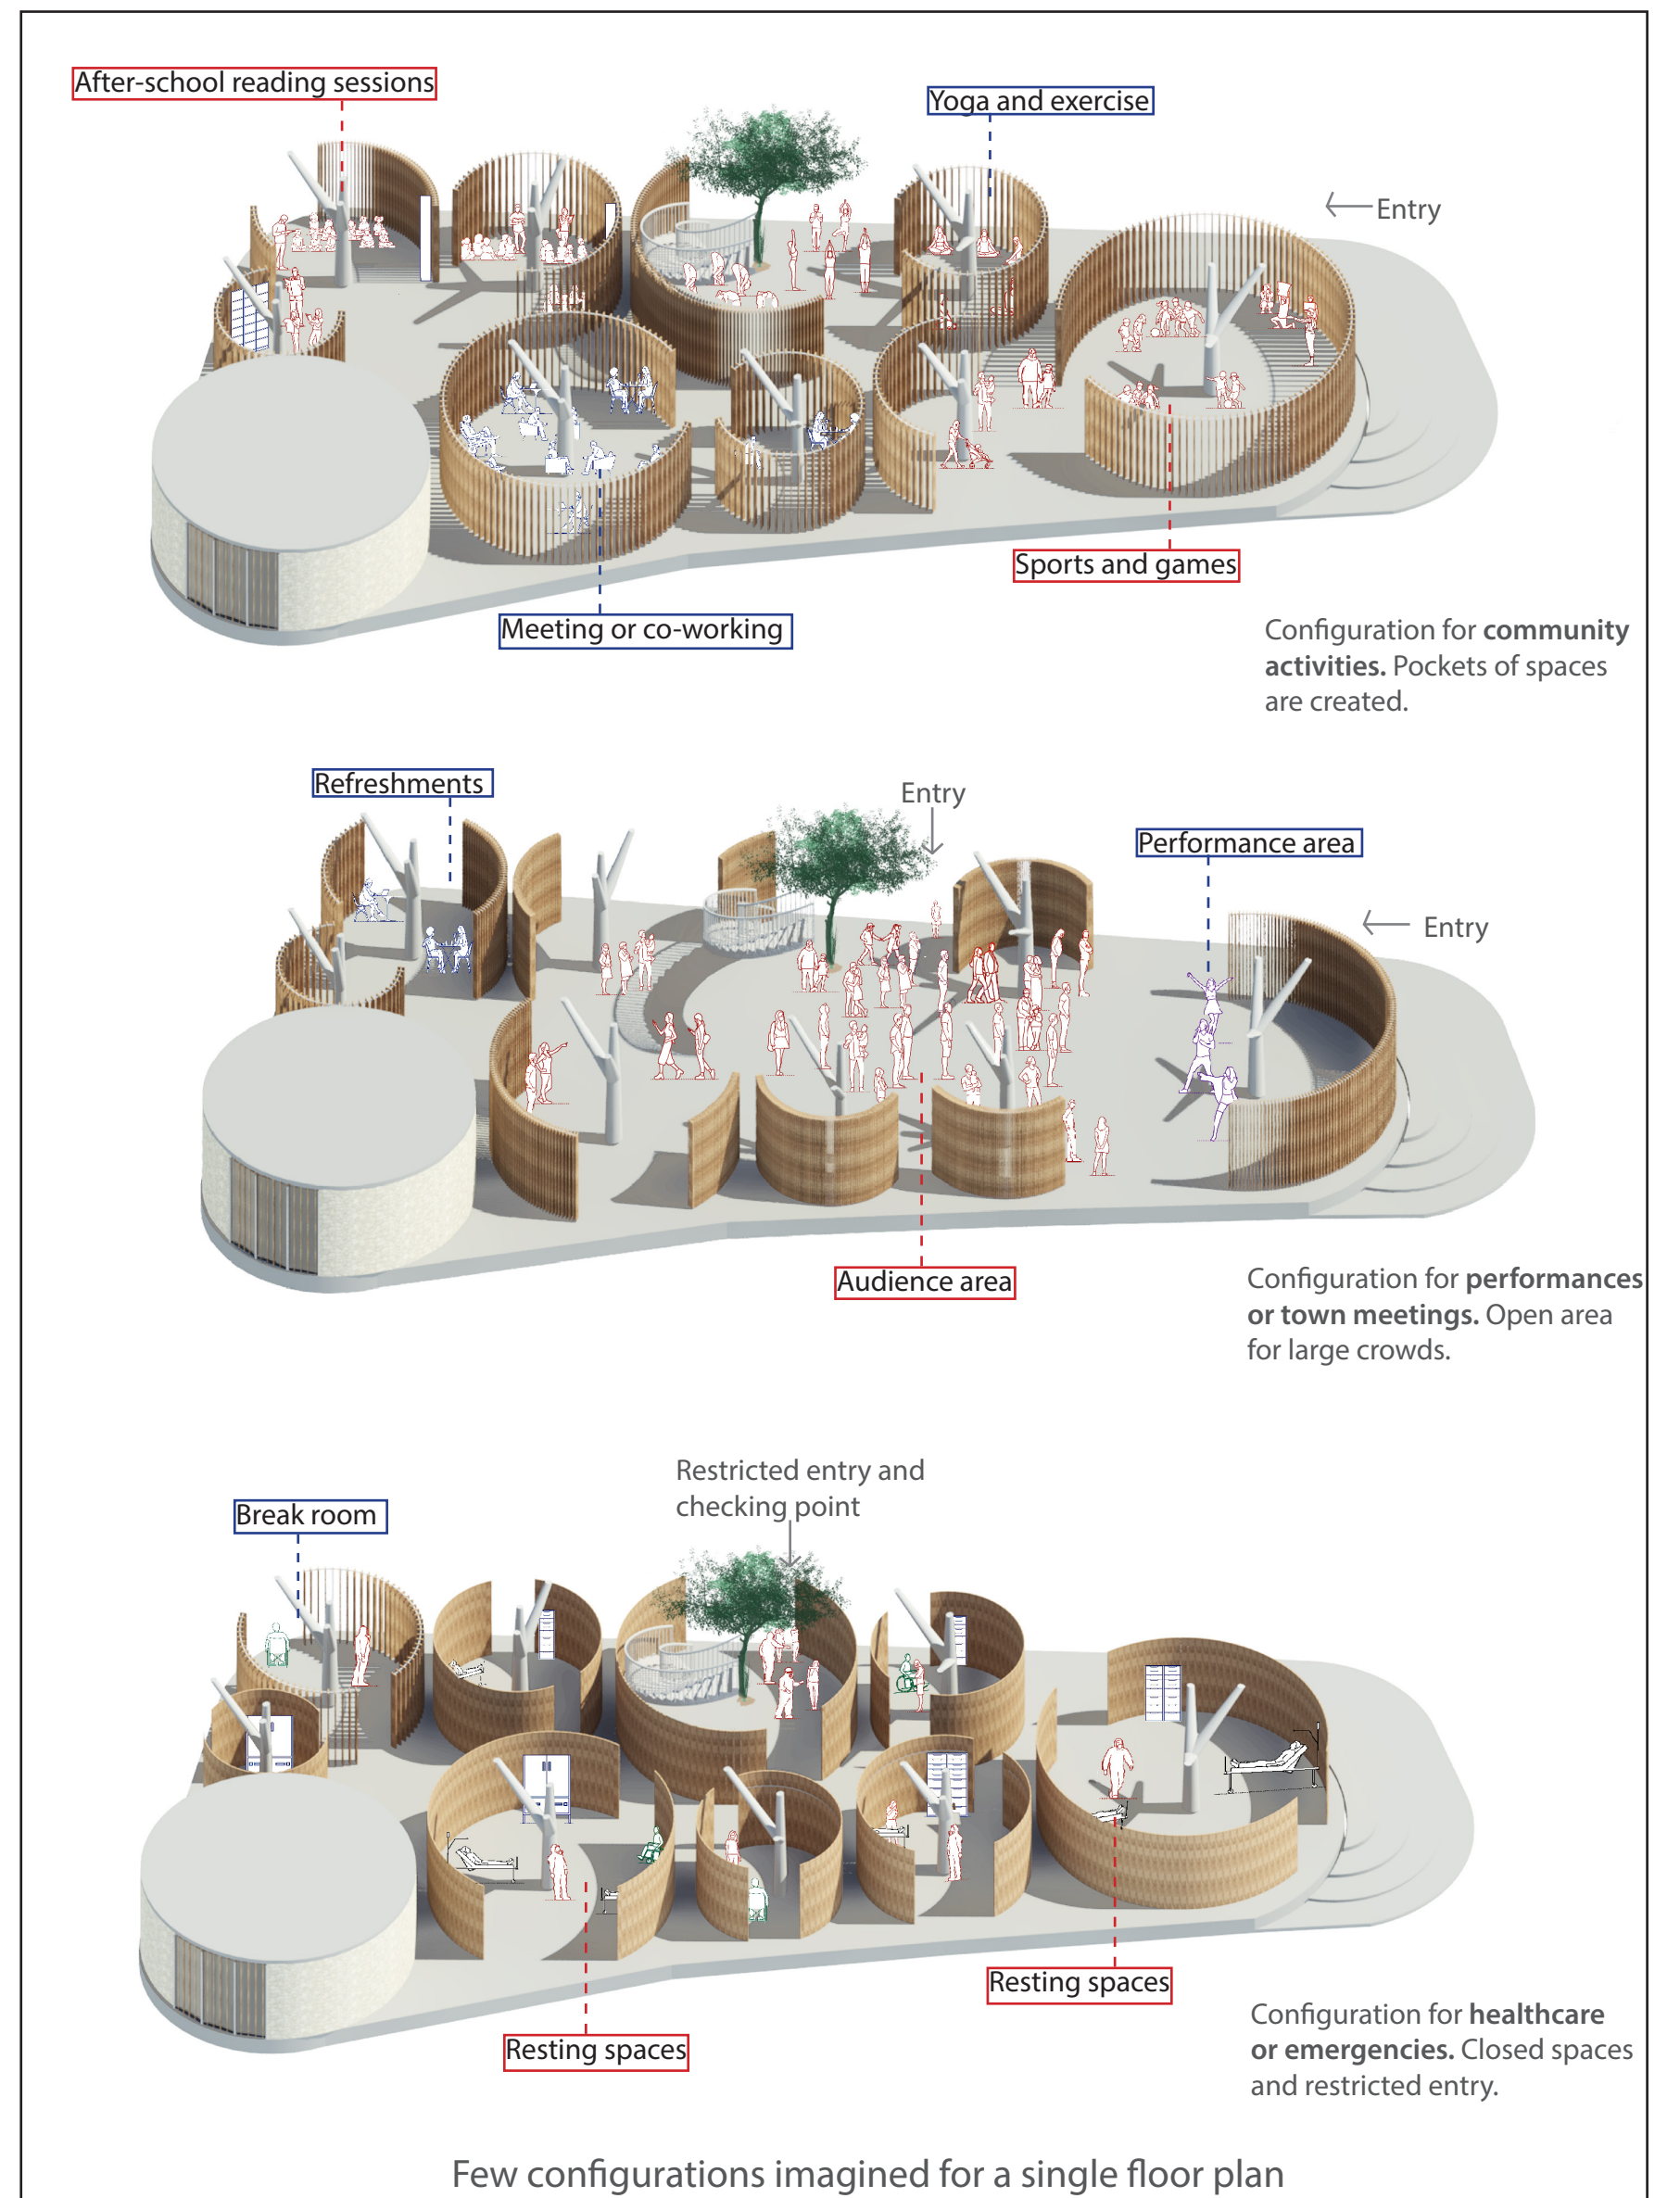 After-school reading sessions
Yoga and exercise
Entry
Sports and games
Meeting or co-working
Configuration for community
activities. Pockets of spaces
are created.
Refreshments
Entry
Performance area
Entry
Audience area
Configuration for performances
or town meetings. Open area
for large crowds.
Restricted entry and
checking point
Break room
Resting spaces
Resting spaces
Configuration for healthcare
or emergencies. Closed spaces
and restricted entry.
Few configurations imagined for a single floor plan